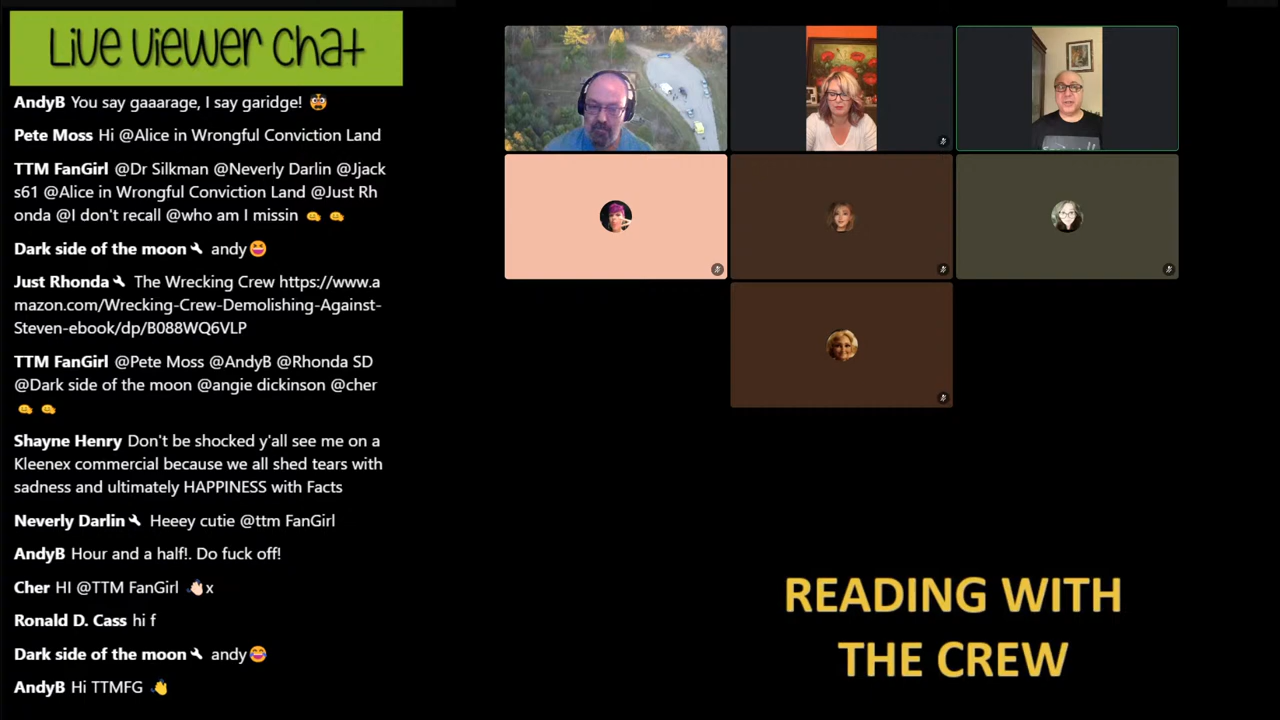 Live viewer Chat
AndyB You say gaaarage, I say garidge!
Pete Moss Hi @Alice in Wrongful Conviction Land
TTM FanGirl @Dr Silkman @Neverly Darlin @Jjack
s61 @Alice in Wrongful Conviction Land @Just Rh
onda @I don't recall @who am I missin
Dark side of the moon andy
Just Rhonda The Wrecking Crew https://www.a
mazon.com/Wrecking-Crew-Demolishing-Against-
Steven-ebook/dp/B088WQ6VLP
TTM FanGirl @Pete Moss @AndyB @Rhonda SD
@Dark side of the moon @angie dickinson @cher
Shayne Henry Don't be shocked y'all see me on a
Kleenex commercial because we all shed tears with
sadness and ultimately HAPPINESS with Facts
Neverly Darlin Heeey cutie @ttm FanGirl
AndyB Hour and a half!. Do fuck off!
Cher HI @TTM FanGirl x
Ronald D. Cass hi f
Dark side of the moon andy
AndyB Hi TTMFG
READING WITH
THE CREW